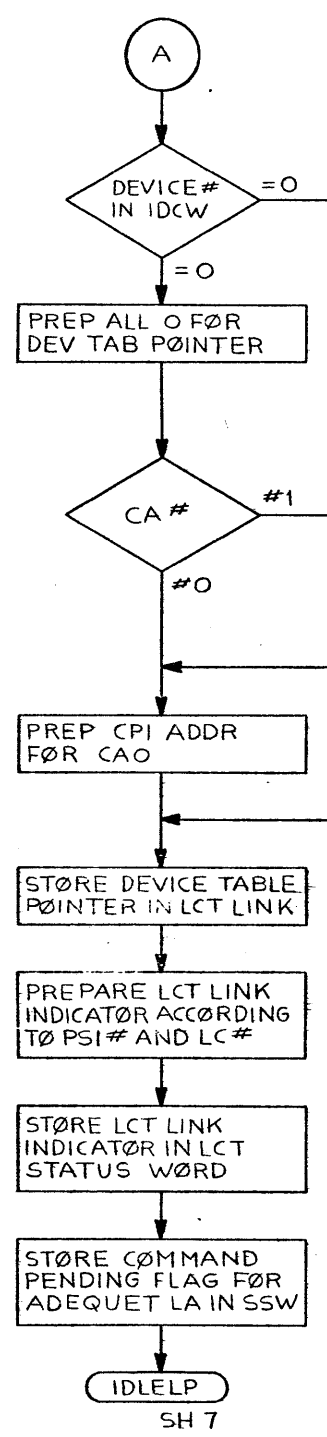 A
DEVICE#
IN IDCW
=0
=0
PREP ALL 0 FØR
DEV TAB PØINTER
CA #
#1
#0
PREP CPI ADDR
FØR CA0
STØRE DEVICE TABLE
PØINTER IN LCT LINK
PREPARE LCT LINK
INDICATØR ACCØRDING
TØ PSI# AND LC#
STØRE LCT LINK
INDICATØR IN LCT
STATUS WØRD
STØRE CØMMAND
PENDING FLAG FØR
ADEQUET LA IN SSW
IDLELP
SH 7